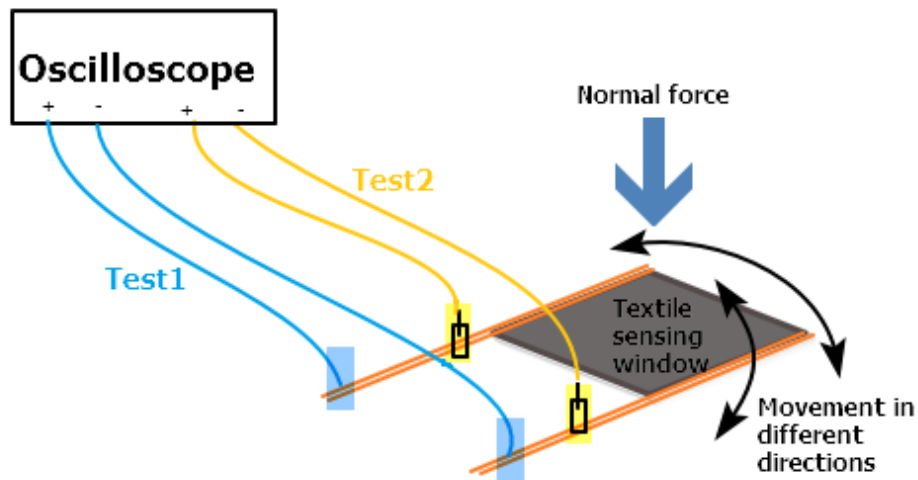 Oscilloscope
+ - + -
Normal force
Test2
Test1
Textile
sensing
window
Movement in
different
directions